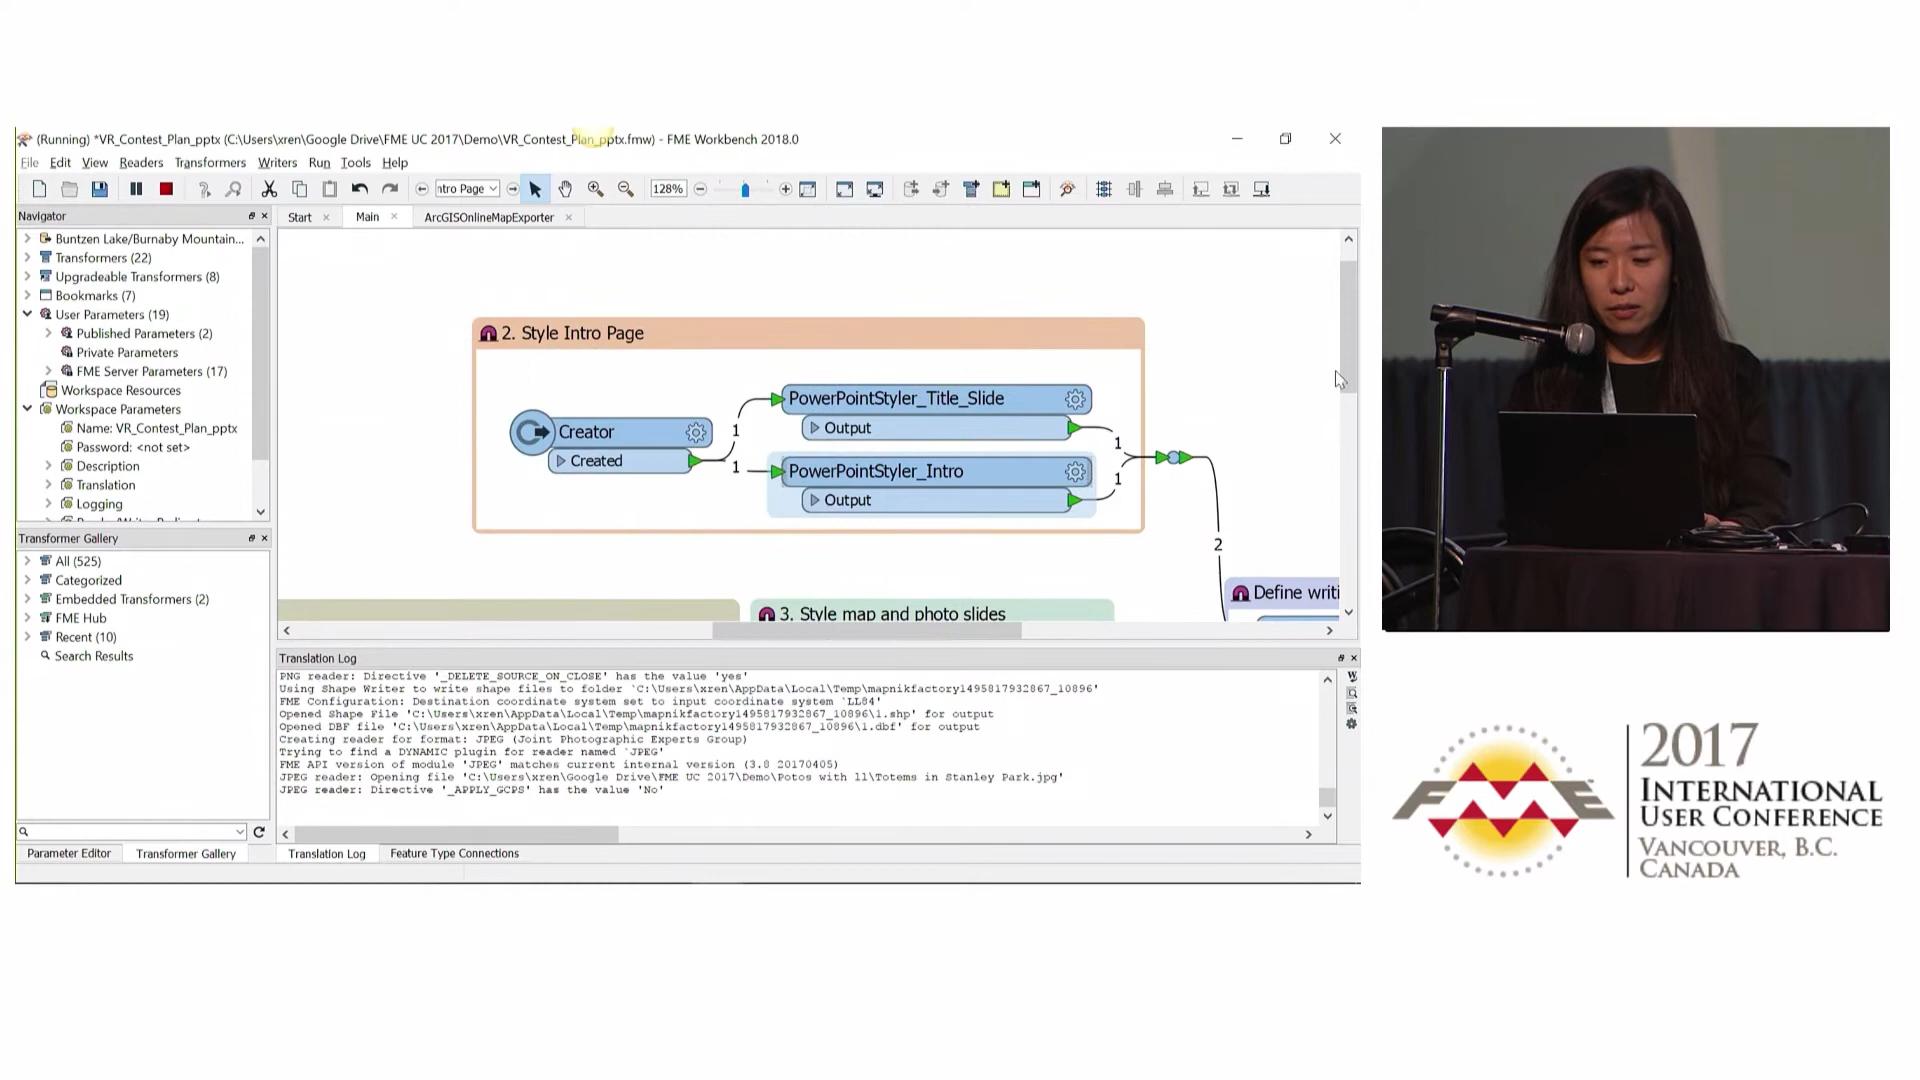 (Running) *VR_Contest_Plan_pptx (C:\Users\xren\Google Drive\FME UC 2017\Demo\VR_Contest_Plan_pptx.fmw) - FME Workbench 2018.0
File Edit View Readers Transformers Writers Run Tools Help
ntro Page 128%
Navigator
Buntzen Lake/Burnaby Mountain...
Transformers (22)
Upgradeable Transformers (8)
Bookmarks (7)
User Parameters (19)
Published Parameters (2)
Private Parameters
FME Server Parameters (17)
Workspace Resources
Workspace Parameters
Name: VR_Contest_Plan_pptx
Password: <not set>
Description
Translation
Logging
Transformer Gallery
All (525)
Categorized
Embedded Transformers (2)
FME Hub
Recent (10)
Search Results
Parameter Editor Transformer Gallery
Start Main ArcGISOnlineMapExporter
2. Style Intro Page
Creator
Created
1
1
PowerPointStyler_Title_Slide
Output
PowerPointStyler_Intro
Output
1
1
2
Define writi
3. Style map and photo slides
Translation Log
PNG reader: Directive '_DELETE_SOURCE_ON_CLOSE' has the value 'yes'
Using Shape Writer to write shape files to folder `C:\Users\xren\AppData\Local\Temp\mapnikfactory1495817932867_10896'
FME Configuration: Destination coordinate system set to input coordinate system `LL84'
Opened Shape File 'C:\Users\xren\AppData\Local\Temp\mapnikfactory1495817932867_10896\1.shp' for output
Opened DBF file 'C:\Users\xren\AppData\Local\Temp\mapnikfactory1495817932867_10896\1.dbf' for output
Creating reader for format: JPEG (Joint Photographic Experts Group)
Trying to find a DYNAMIC plugin for reader named `JPEG'
FME API version of module 'JPEG' matches current internal version (3.8 20170405)
JPEG reader: Opening file 'C:\Users\xren\Google Drive\FME UC 2017\Demo\Potos with ll\Totems in Stanley Park.jpg'
JPEG reader: Directive '_APPLY_GCPS' has the value 'No'
Translation Log Feature Type Connections
FME
2017
INTERNATIONAL
USER CONFERENCE
VANCOUVER, B.C.
CANADA